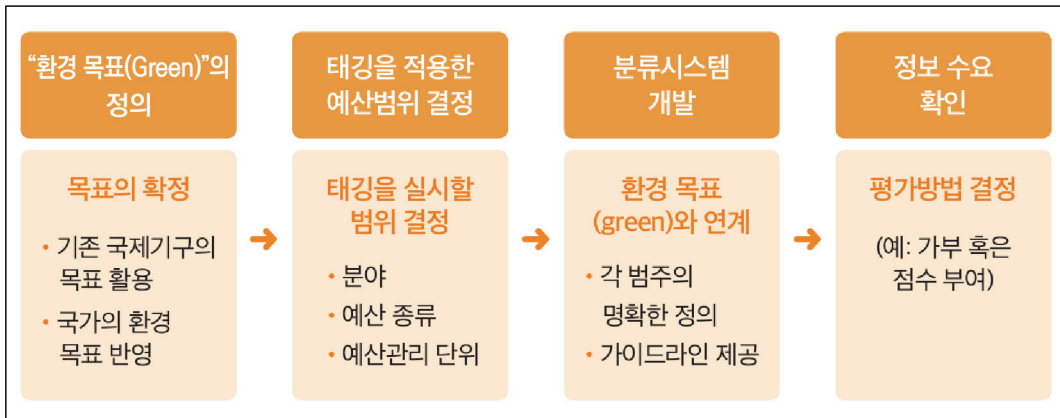 “환경 목표(Green)”의
정의
목표의 확정
• 기존 국제기구의
목표 활용
• 국가의 환경
목표 반영
태깅을 적용한
예산범위 결정
태깅을 실시할
범위 결정
• 분야
• 예산 종류
• 예산관리 단위
분류시스템
개발
환경 목표
(green)와 연계
• 각 범주의
명확한 정의
• 가이드라인 제공
정보 수요
확인
평가방법 결정
(예: 가부 혹은
점수 부여)